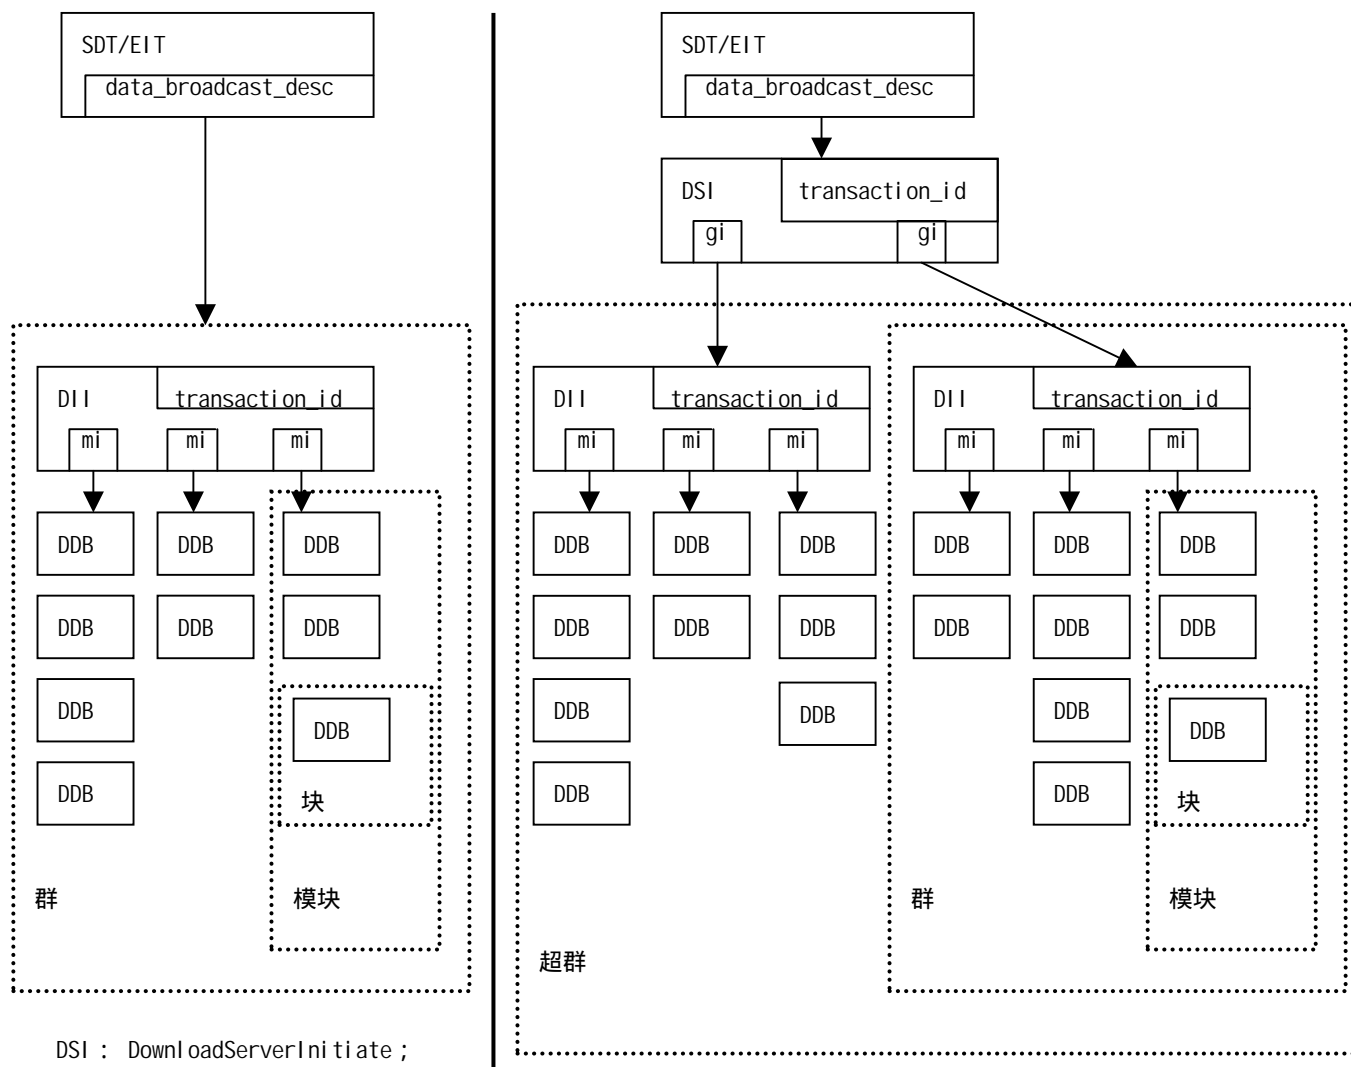 SDT/EIT
data_broadcast_desc
DII
transaction_id
mi mi mi
DDB DDB DDB
DDB DDB DDB
DDB
DDB
DDB
块
群
模块
DSI : DownloadServerInitiate ;
SDT/EIT
data_broadcast_desc
DSI
transaction_id
gi gi
DII
transaction_id
mi mi mi
DDB DDB DDB
DDB DDB DDB
DDB DDB
DDB
超群
DII
transaction_id
mi mi mi
DDB DDB DDB
DDB DDB DDB
DDB
DDB
DDB
块
群
模块